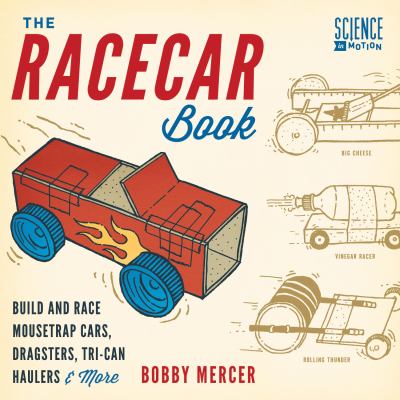 THE
RACECAR
Book
SCIENCE
in MOTION
BIG CHEESE
VINEGAR RACER
ROLLING THUNDER
BUILD AND RACE
MOUSETRAP CARS,
DRAGSTERS, TRI-CAN
HAULERS & More
BOBBY MERCER